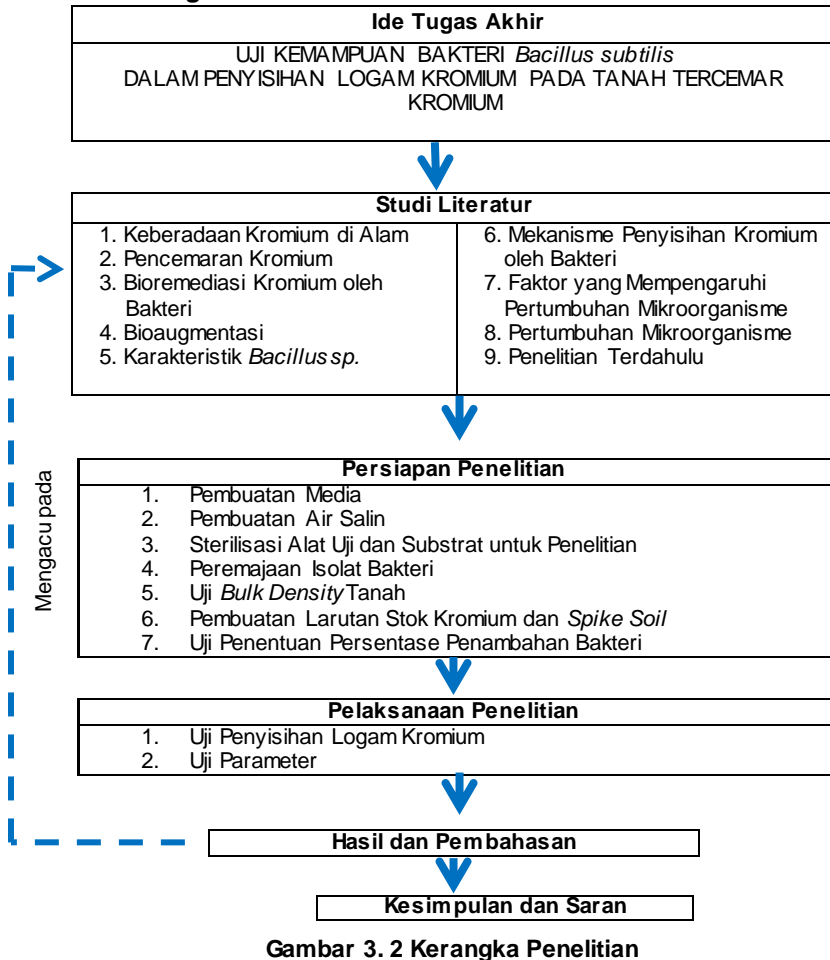 Ide Tugas Akhir
UJI KEMAMPUAN BAKTERI Bacillus subtilis
DALAM PENYISIHAN LOGAM KROMIUM PADA TANAH TERCEMAR
KROMIUM
Studi Literatur
1. Keberadaan Kromium di Alam
2. Pencemaran Kromium
3. Bioremediasi Kromium oleh
Bakteri
4. Bioaugmentasi
5. Karakteristik Bacillus sp.
6. Mekanisme Penyisihan Kromium
oleh Bakteri
7. Faktor yang Mempengaruhi
Pertumbuhan Mikroorganisme
8. Pertumbuhan Mikroorganisme
9. Penelitian Terdahulu
Mengacu pada
Persiapan Penelitian
1. Pembuatan Media
2. Pembuatan Air Salin
3. Sterilisasi Alat Uji dan Substrat untuk Penelitian
4. Peremajaan Isolat Bakteri
5. Uji Bulk Density Tanah
6. Pembuatan Larutan Stok Kromium dan Spike Soil
7. Uji Penentuan Persentase Penambahan Bakteri
Pelaksanaan Penelitian
1. Uji Penyisihan Logam Kromium
2. Uji Parameter
Hasil dan Pembahasan
Kesimpulan dan Saran
Gambar 3. 2 Kerangka Penelitian